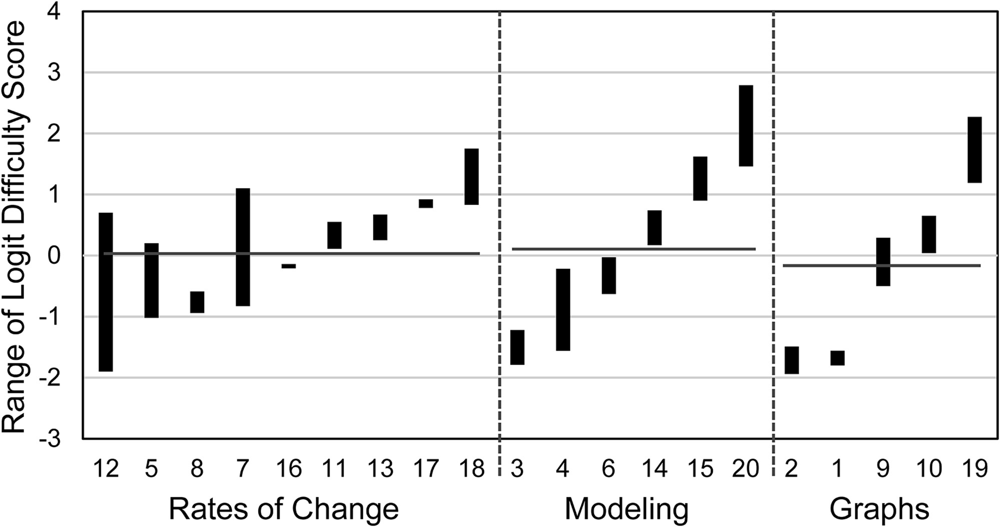 Range of Logit Difficulty Score
4
3
2
1
0
-1
-2
-3
12 5 8 7 16 11 13 17 18 3 4 6 14 15 20 2 1 9 10 19
Rates of Change Modeling Graphs